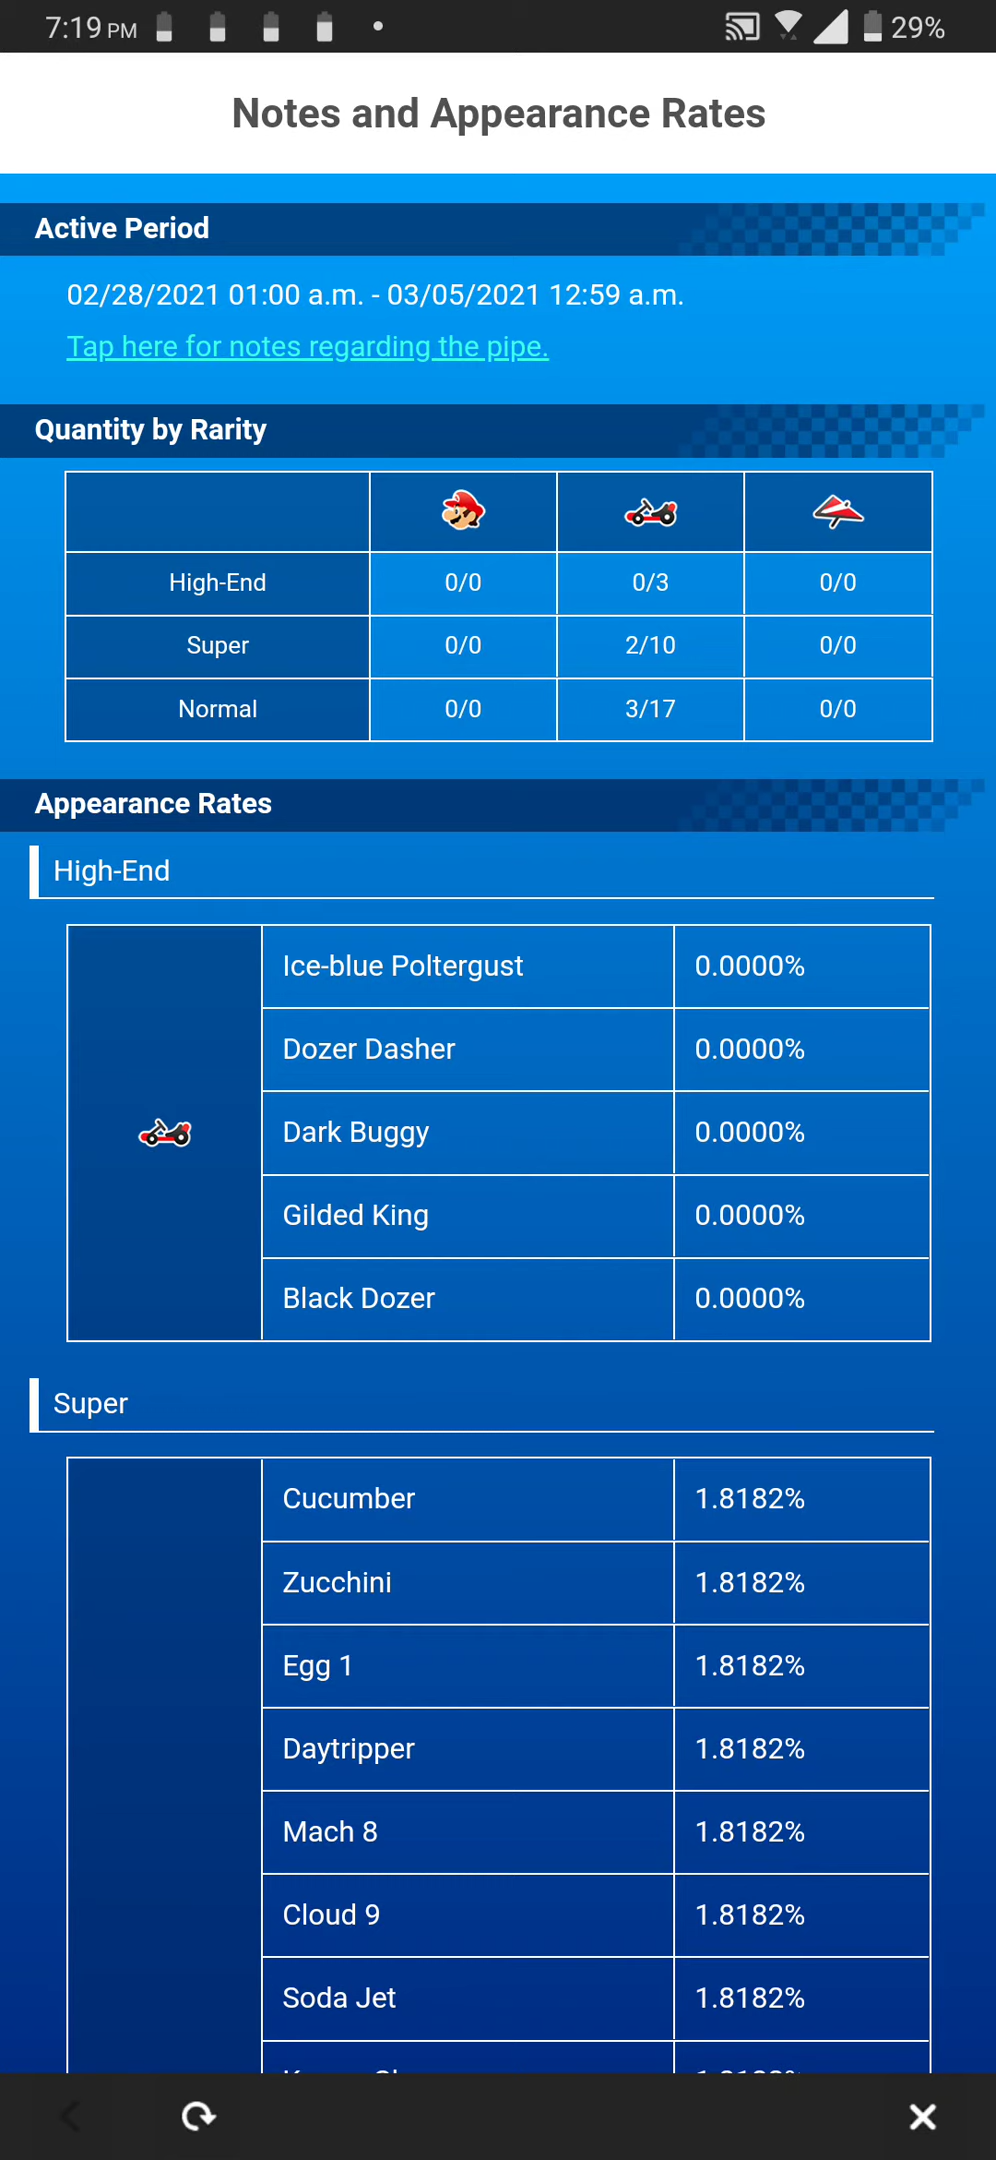 7:19 PM 29%
Notes and Appearance Rates
Active Period
02/28/2021 01:00 a.m. - 03/05/2021 12:59 a.m.
Tap here for notes regarding the pipe.
Quantity by Rarity
High-End 0/0 0/3 0/0
Super 0/0 2/10 0/0
Normal 0/0 3/17 0/0
Appearance Rates
High-End
Ice-blue Poltergust 0.0000%
Dozer Dasher 0.0000%
Dark Buggy 0.0000%
Gilded King 0.0000%
Black Dozer 0.0000%
Super
Cucumber 1.8182%
Zucchini 1.8182%
Egg 1 1.8182%
Daytripper 1.8182%
Mach 8 1.8182%
Cloud 9 1.8182%
Soda Jet 1.8182%